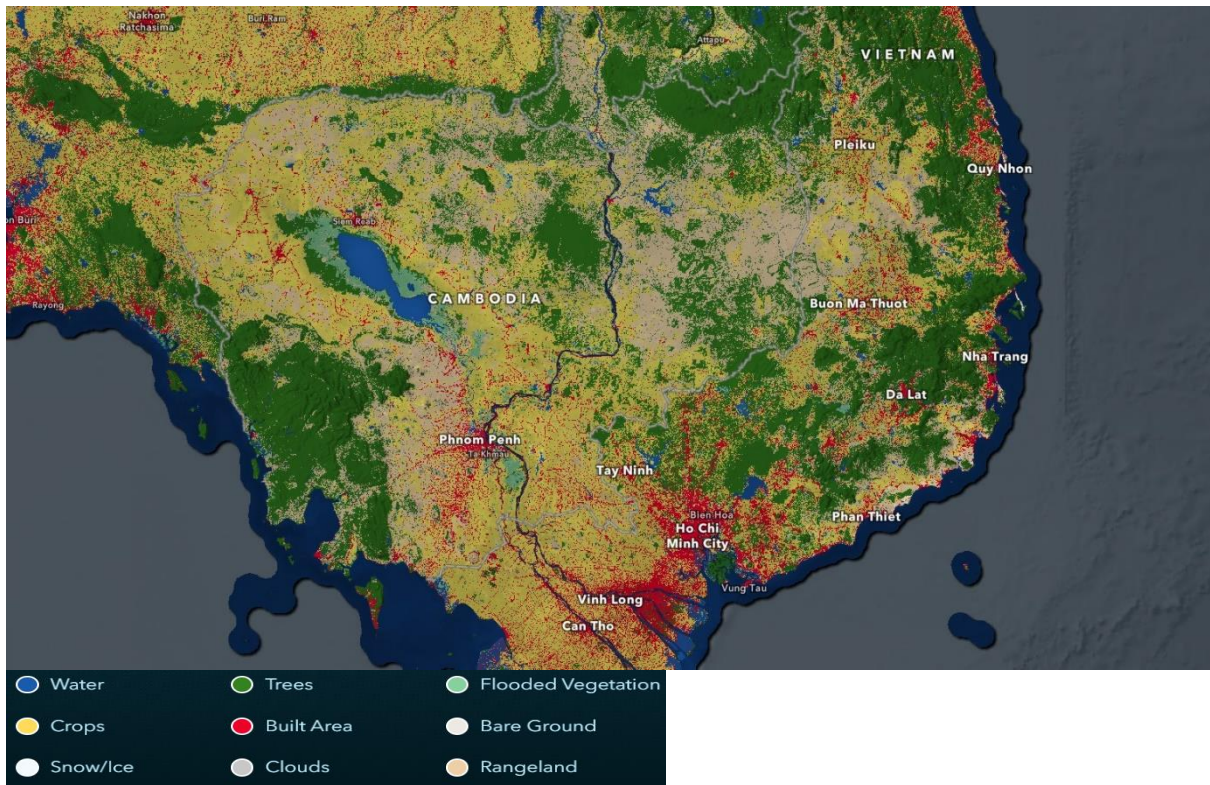 Nakhon
Ratchasima
Buri Ram
Attapu
VIETNAM
Pleiku
Quy Nhon
on Buri
Siem Reab
CAMBODIA
Rayong
Buon Ma Thuot
Nha Trang
Da Lat
Phnom Penh
Ta Khmau
Tay Ninh
Bien Hoa
Ho Chi
Minh City
Phan Thiet
Vung Tau
Vinh Long
Can Tho
Water
Trees
Flooded Vegetation
Crops
Built Area
Bare Ground
Snow/Ice
Clouds
Rangeland